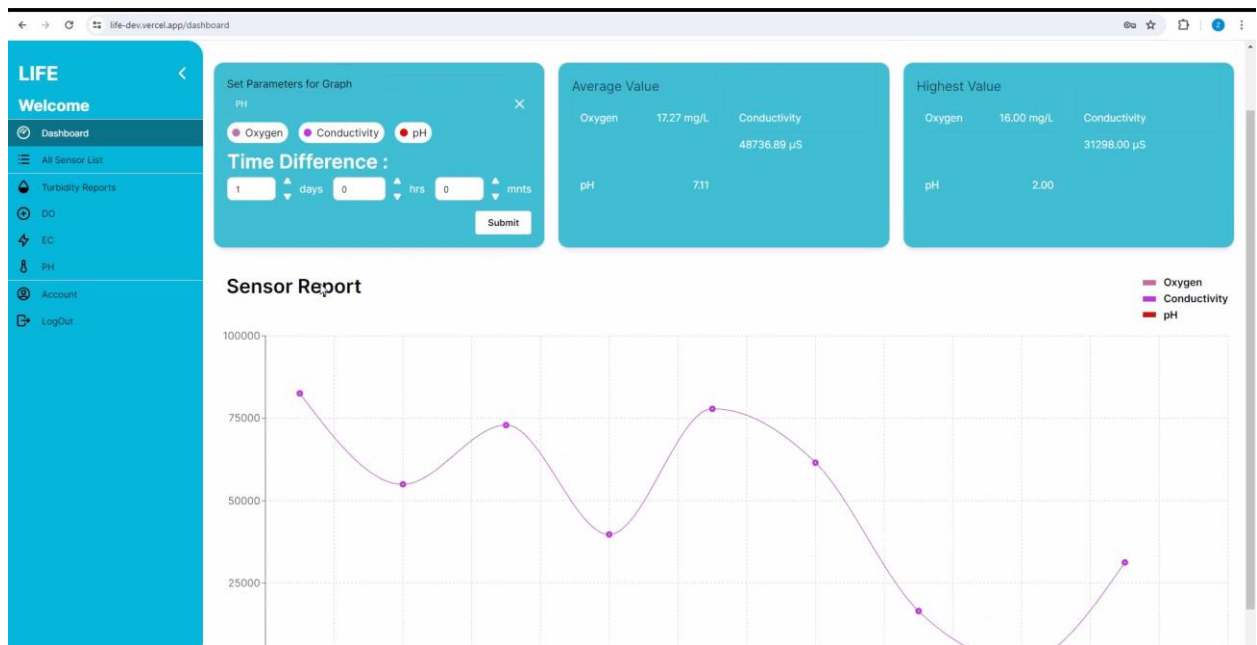 life-dev.vercel.app/dashboard
LIFE
Welcome
Dashboard
All Sensor List
Turbidity Reports
DO
EC
PH
Account
LogOut
Set Parameters for Graph
PH
Oxygen Conductivity pH
Time Difference :
1 days 0 hrs 0 mnts
Submit
Average Value
Oxygen 17.27 mg/L Conductivity
48736.89 µS
pH 7.11
Highest Value
Oxygen 16.00 mg/L Conductivity
31298.00 µS
pH 2.00
Sensor Report
Oxygen
Conductivity
pH
100000
75000
50000
25000